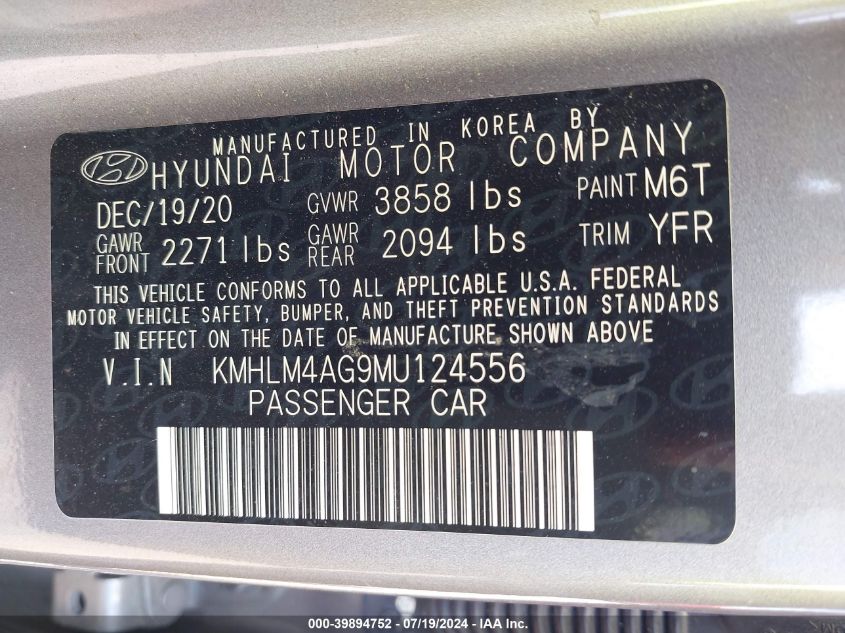 MANUFACTURED IN KOREA BY
HYUNDAI MOTOR COMPANY
DEC/19/20 GVWR 3858 lbs PAINT M6T
GAWR FRONT 2271 lbs GAWR REAR 2094 lbs TRIM YFR
THIS VEHICLE CONFORMS TO ALL APPLICABLE U.S.A. FEDERAL
MOTOR VEHICLE SAFETY, BUMPER, AND THEFT PREVENTION STANDARDS
IN EFFECT ON THE DATE OF MANUFACTURE SHOWN ABOVE
V.I.N KMHLM4AG9MU124556
PASSENGER CAR
000-39894752 - 07/19/2024 - IAAI.com